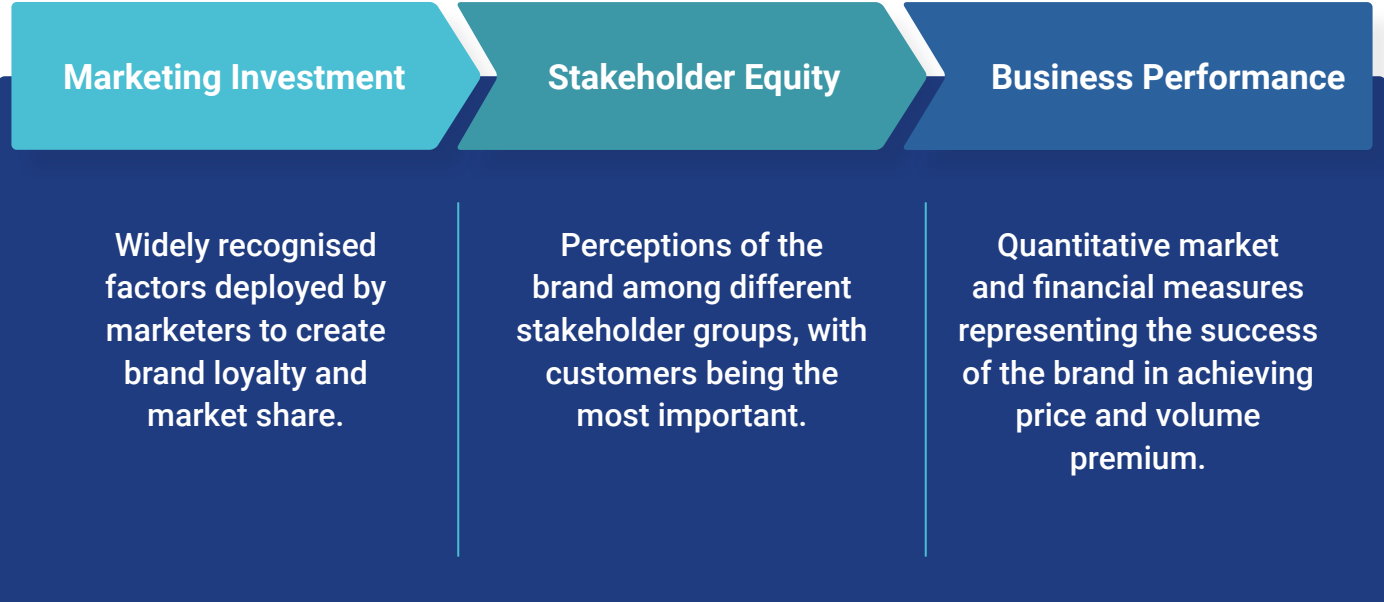 Marketing Investment
Stakeholder Equity
Business Performance
Widely recognised
factors deployed by
marketers to create
brand loyalty and
market share.
Perceptions of the
brand among different
stakeholder groups, with
customers being the
most important.
Quantitative market
and financial measures
representing the success
of the brand in achieving
price and volume
premium.